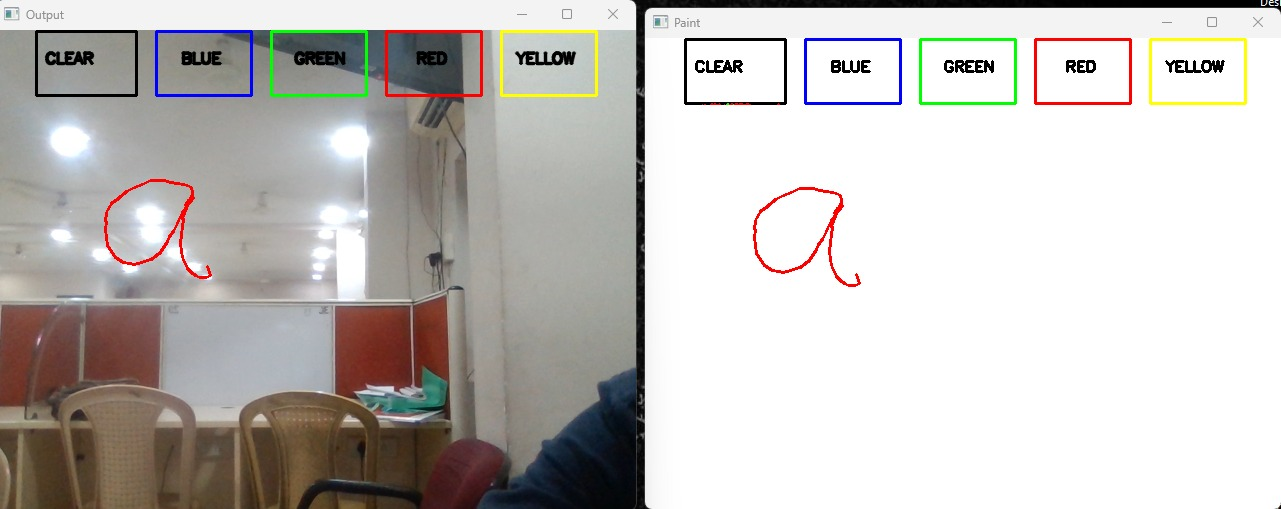 Output
CLEAR BLUE GREEN RED YELLOW
a
Paint
CLEAR BLUE GREEN RED YELLOW
a